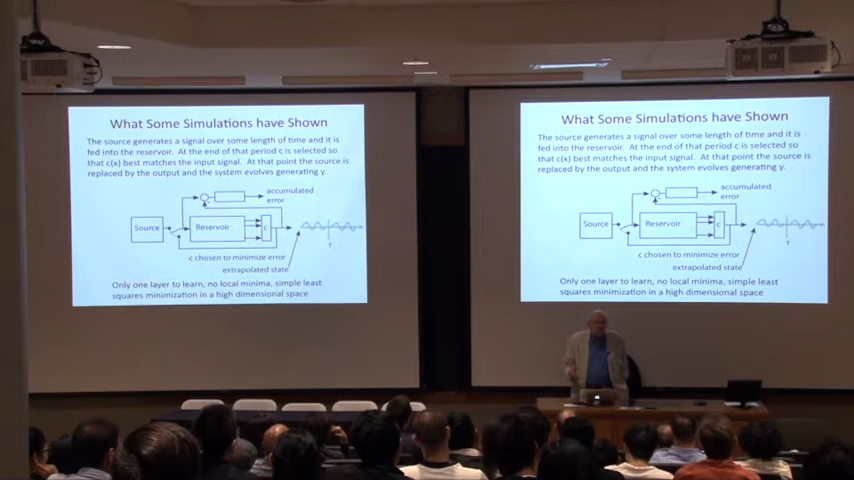 What Some Simulations have Shown
The source generates a signal over some length of time and it is
fed into the reservoir. At the end of that period c is selected so
that c(x) best matches the input signal. At that point the source is
replaced by the output and the system evolves generating y.
accumulated
error
Source
Reservoir
c
T
c chosen to minimize error
extrapolated state
Only one layer to learn, no local minima, simple least
squares minimization in a high dimensional space
What Some Simulations have Shown
The source generates a signal over some length of time and it is
fed into the reservoir. At the end of that period c is selected so
that c(x) best matches the input signal. At that point the source is
replaced by the output and the system evolves generating y.
accumulated
error
Source
Reservoir
c
T
c chosen to minimize error
extrapolated state
Only one layer to learn, no local minima, simple least
squares minimization in a high dimensional space